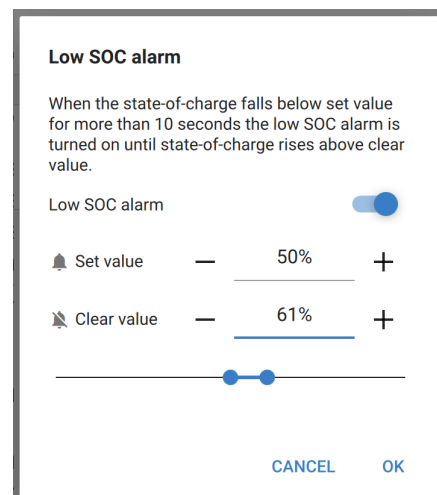 Low SOC alarm
When the state-of-charge falls below set value
for more than 10 seconds the low SOC alarm is
turned on until state-of-charge rises above clear
value.
Low SOC alarm
Set value — 50% +
Clear value — 61% +
CANCEL OK